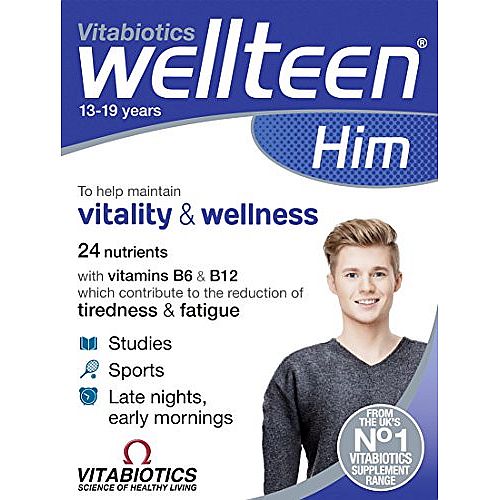 Vitabiotics
wellteen®
13-19 years
Him
To help maintain
vitality & wellness
24 nutrients
with vitamins B6 & B12
which contribute to the reduction of
tiredness & fatigue
Studies
Sports
Late nights,
early mornings
VITABIOTICS
SCIENCE OF HEALTHY LIVING
FROM
THE UK'S
Nº1
VITABIOTICS
SUPPLEMENT
RANGE